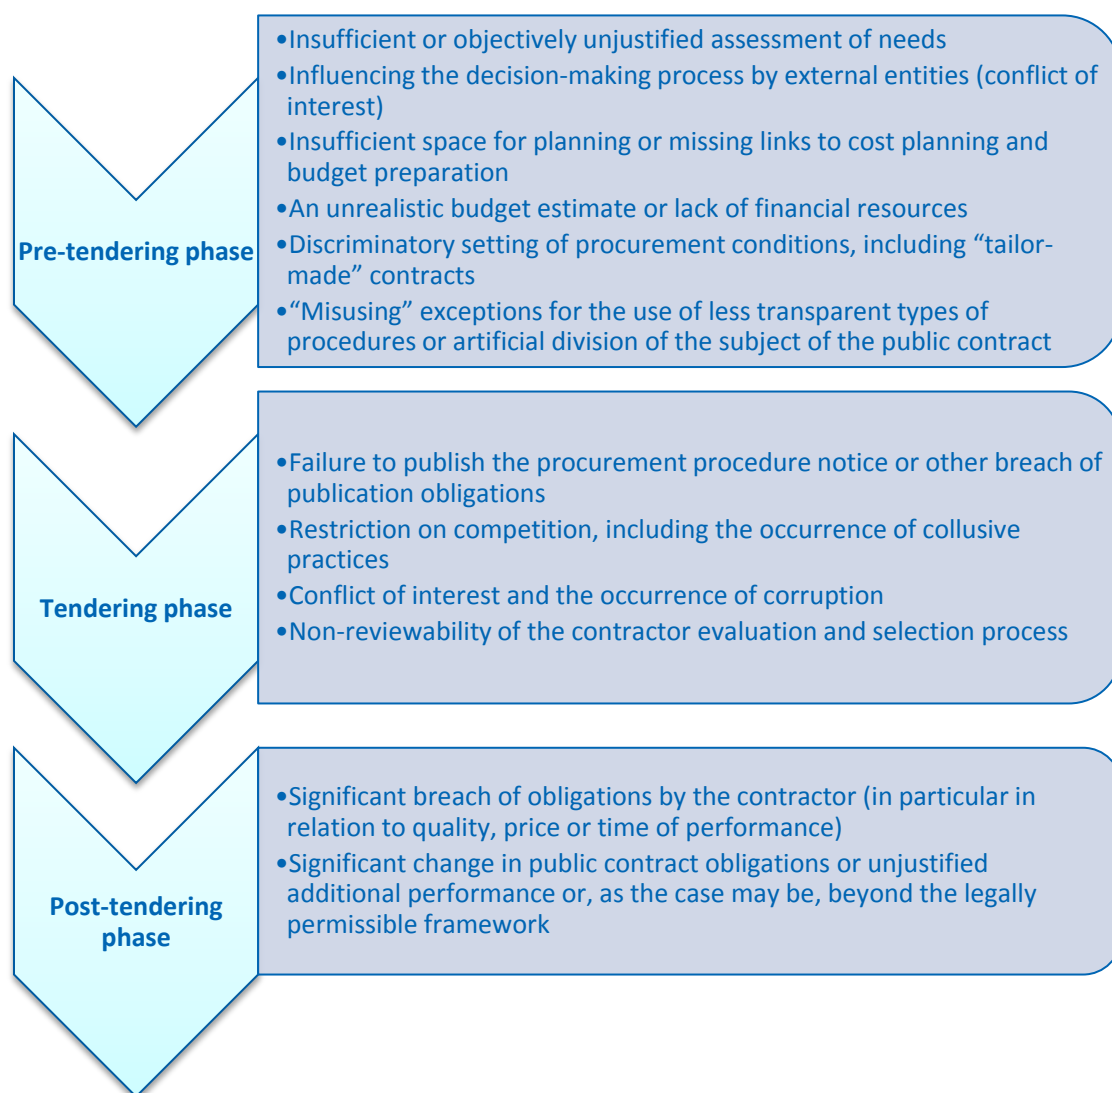 Pre-tendering phase
•Insufficient or objectively unjustified assessment of needs
•Influencing the decision-making process by external entities (conflict of
interest)
•Insufficient space for planning or missing links to cost planning and
budget preparation
•An unrealistic budget estimate or lack of financial resources
•Discriminatory setting of procurement conditions, including “tailor-
made” contracts
•“Misusing” exceptions for the use of less transparent types of
procedures or artificial division of the subject of the public contract
Tendering phase
•Failure to publish the procurement procedure notice or other breach of
publication obligations
•Restriction on competition, including the occurrence of collusive
practices
•Conflict of interest and the occurrence of corruption
•Non-reviewability of the contractor evaluation and selection process
Post-tendering
phase
•Significant breach of obligations by the contractor (in particular in
relation to quality, price or time of performance)
•Significant change in public contract obligations or unjustified
additional performance or, as the case may be, beyond the legally
permissible framework